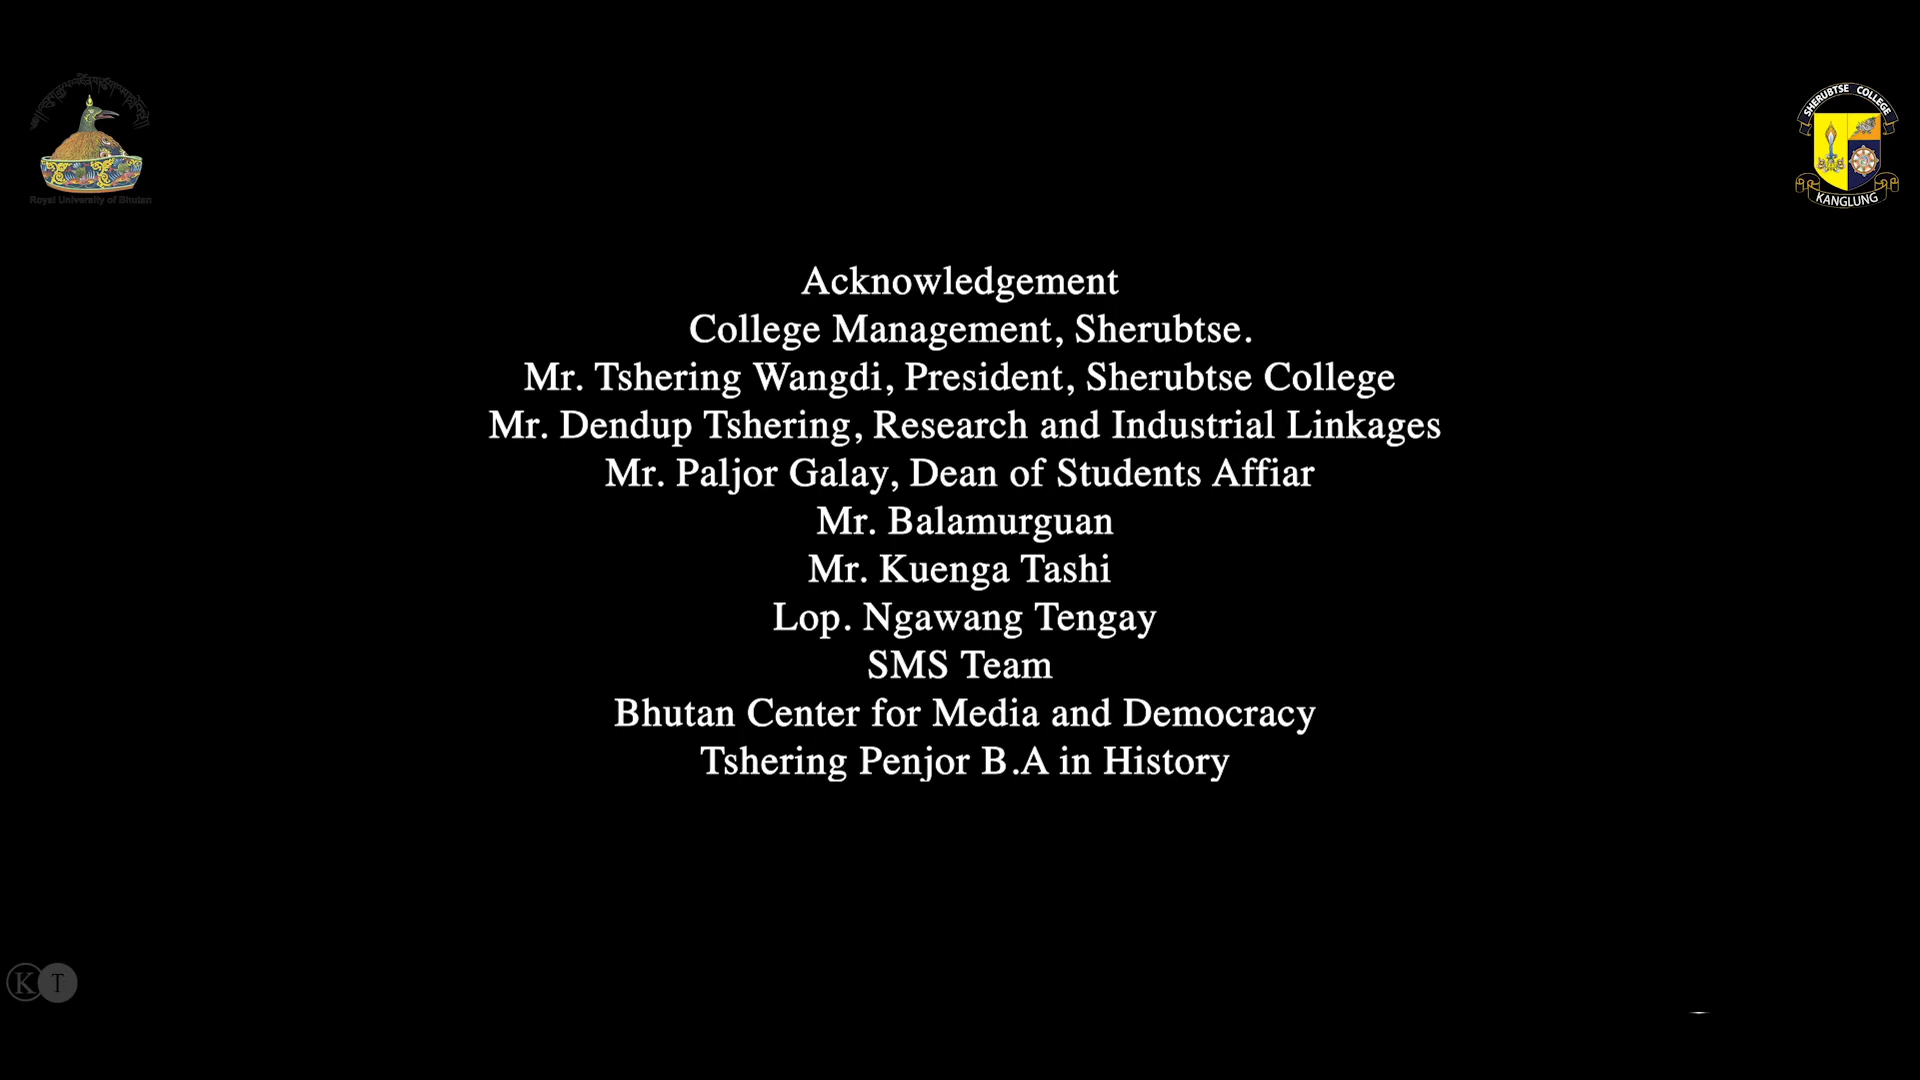 Royal University of Bhutan
SHERUBTSE COLLEGE
KANGLUNG
Acknowledgement
College Management, Sherubtse.
Mr. Tshering Wangdi, President, Sherubtse College
Mr. Dendup Tshering, Research and Industrial Linkages
Mr. Paljor Galay, Dean of Students Affiar
Mr. Balamurguan
Mr. Kuenga Tashi
Lop. Ngawang Tengay
SMS Team
Bhutan Center for Media and Democracy
Tshering Penjor B.A in History
K T